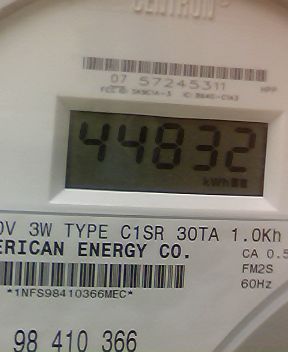 CENTRON
07 57245311
44832
kWh
0V 3W TYPE C1SR 30TA 1.0Kh
ERICAN ENERGY CO.
CA 0.5
FM2S
60Hz
*1NFS98410366MEC*
98 410 366